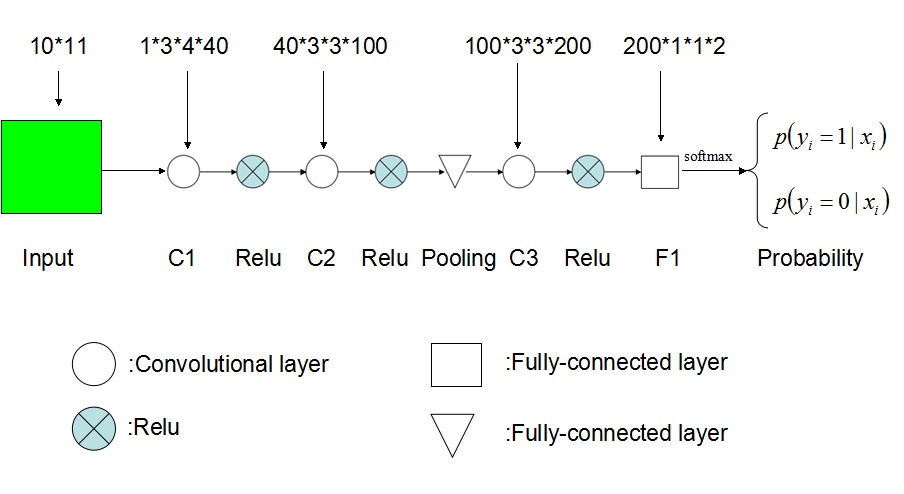 10*11 1*3*4*40 40*3*3*100 100*3*3*200 200*1*1*2
softmax
p(y_i = 1 | x_i)
p(y_i = 0 | x_i)
Input C1 Relu C2 Relu Pooling C3 Relu F1 Probability
:Convolutional layer :Fully-connected layer
:Relu :Fully-connected layer